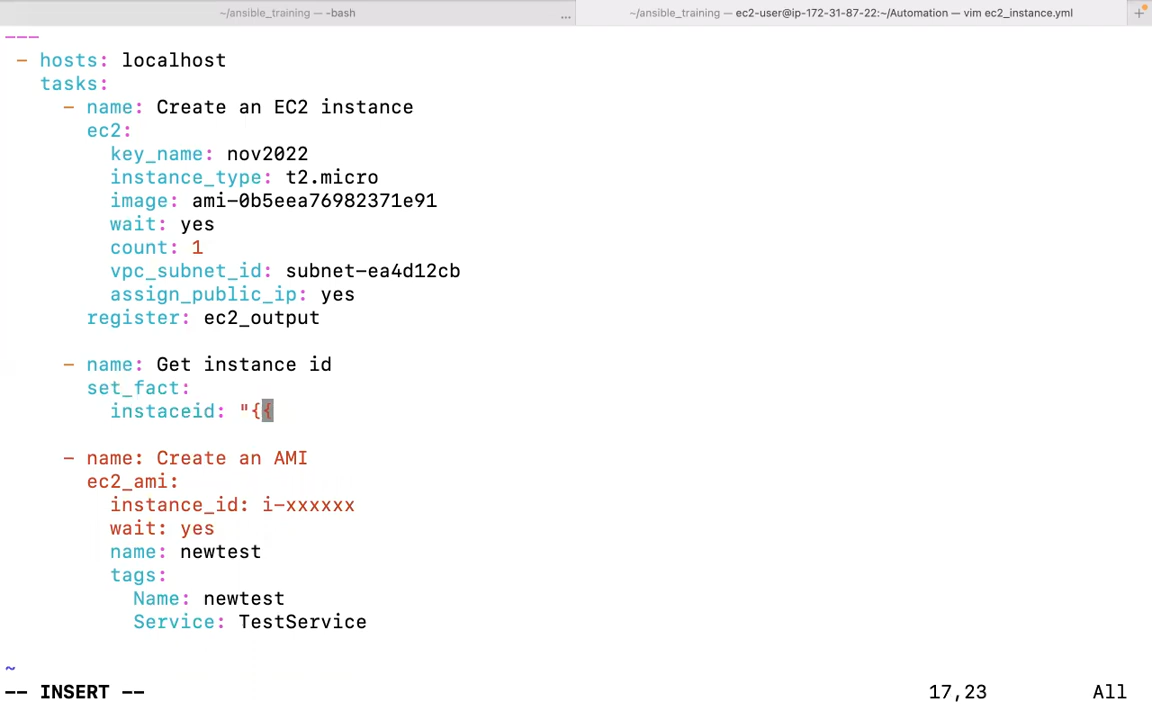 ~/ansible_training — -bash ... ~/ansible_training — ec2-user@ip-172-31-87-22:~/Automation — vim ec2_instance.yml +
---
- hosts: localhost
tasks:
- name: Create an EC2 instance
ec2:
key_name: nov2022
instance_type: t2.micro
image: ami-0b5eea76982371e91
wait: yes
count: 1
vpc_subnet_id: subnet-ea4d12cb
assign_public_ip: yes
register: ec2_output
- name: Get instance id
set_fact:
instaceid: "{{
- name: Create an AMI
ec2_ami:
instance_id: i-xxxxxx
wait: yes
name: newtest
tags:
Name: newtest
Service: TestService
~
-- INSERT -- 17,23 All